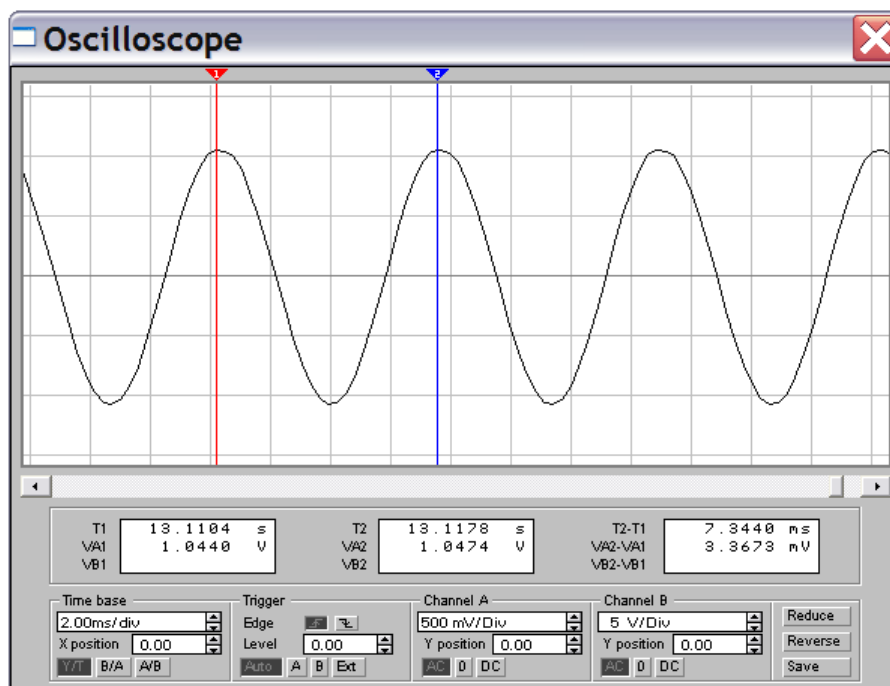 Oscilloscope
1 2
T1 13.1104 s T2 13.1178 s T2-T1 7.3440 ms
VA1 1.0440 V VA2 1.0474 V VA2-VA1 3.3673 mV
VB1 VB2 VB2-VB1
Time base Trigger Channel A Channel B
2.00ms/div Edge 500 mV/Div 5 V/Div Reduce
X position 0.00 Level 0.00 Y position 0.00 Y position 0.00 Reverse
Y/T B/A A/B Auto A B Ext AC 0 DC AC 0 DC Save